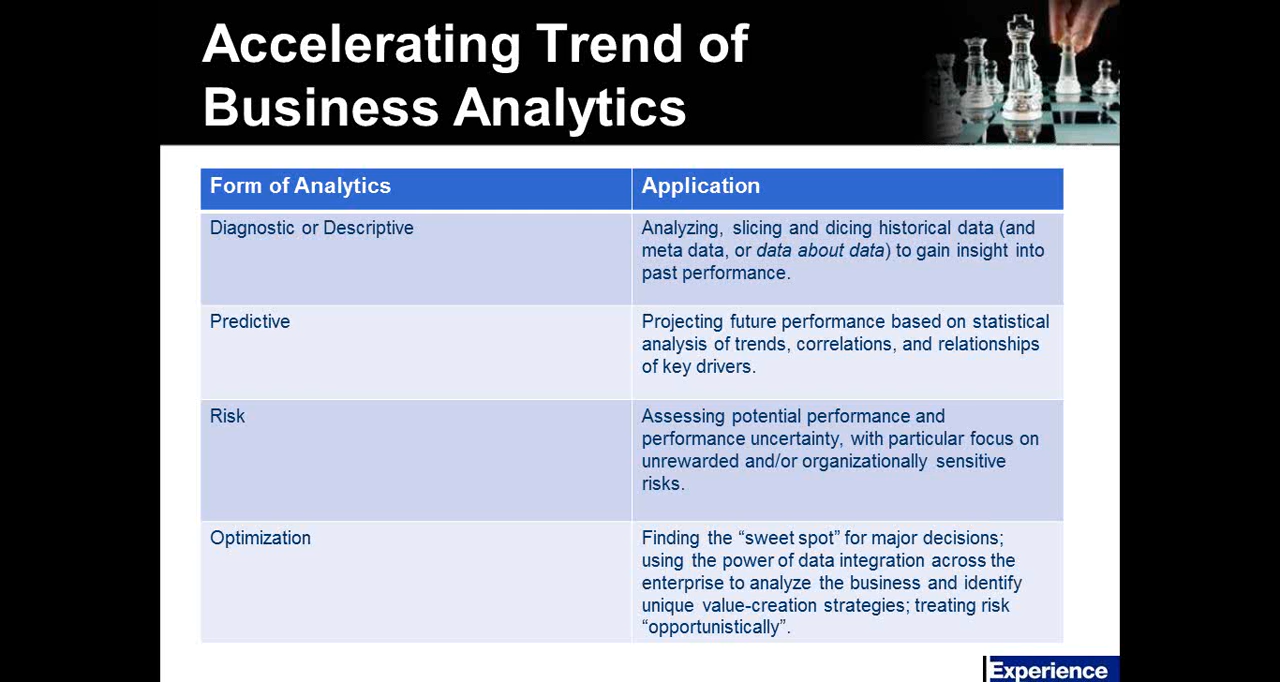 Accelerating Trend of
Business Analytics
Form of Analytics
Application
Diagnostic or Descriptive
Analyzing, slicing and dicing historical data (and
meta data, or data about data) to gain insight into
past performance.
Predictive
Projecting future performance based on statistical
analysis of trends, correlations, and relationships
of key drivers.
Risk
Assessing potential performance and
performance uncertainty, with particular focus on
unrewarded and/or organizationally sensitive
risks.
Optimization
Finding the “sweet spot” for major decisions;
using the power of data integration across the
enterprise to analyze the business and identify
unique value-creation strategies; treating risk
“opportunistically”.
Experience